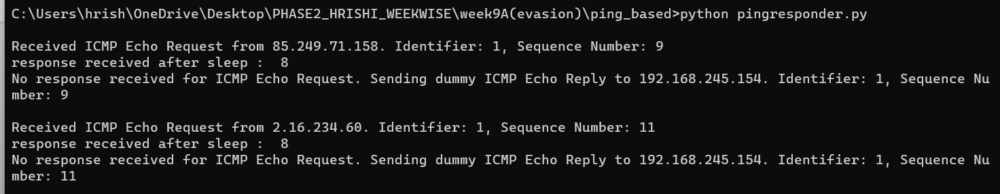 C:\Users\hrish\OneDrive\Desktop\PHASE2_HRISHI_WEEKWISE\week9A(evasion)\ping_based>python pingresponder.py
Received ICMP Echo Request from 85.249.71.158. Identifier: 1, Sequence Number: 9
response received after sleep :  8
No response received for ICMP Echo Request. Sending dummy ICMP Echo Reply to 192.168.245.154. Identifier: 1, Sequence Nu
mber: 9
Received ICMP Echo Request from 2.16.234.60. Identifier: 1, Sequence Number: 11
response received after sleep :  8
No response received for ICMP Echo Request. Sending dummy ICMP Echo Reply to 192.168.245.154. Identifier: 1, Sequence Nu
mber: 11